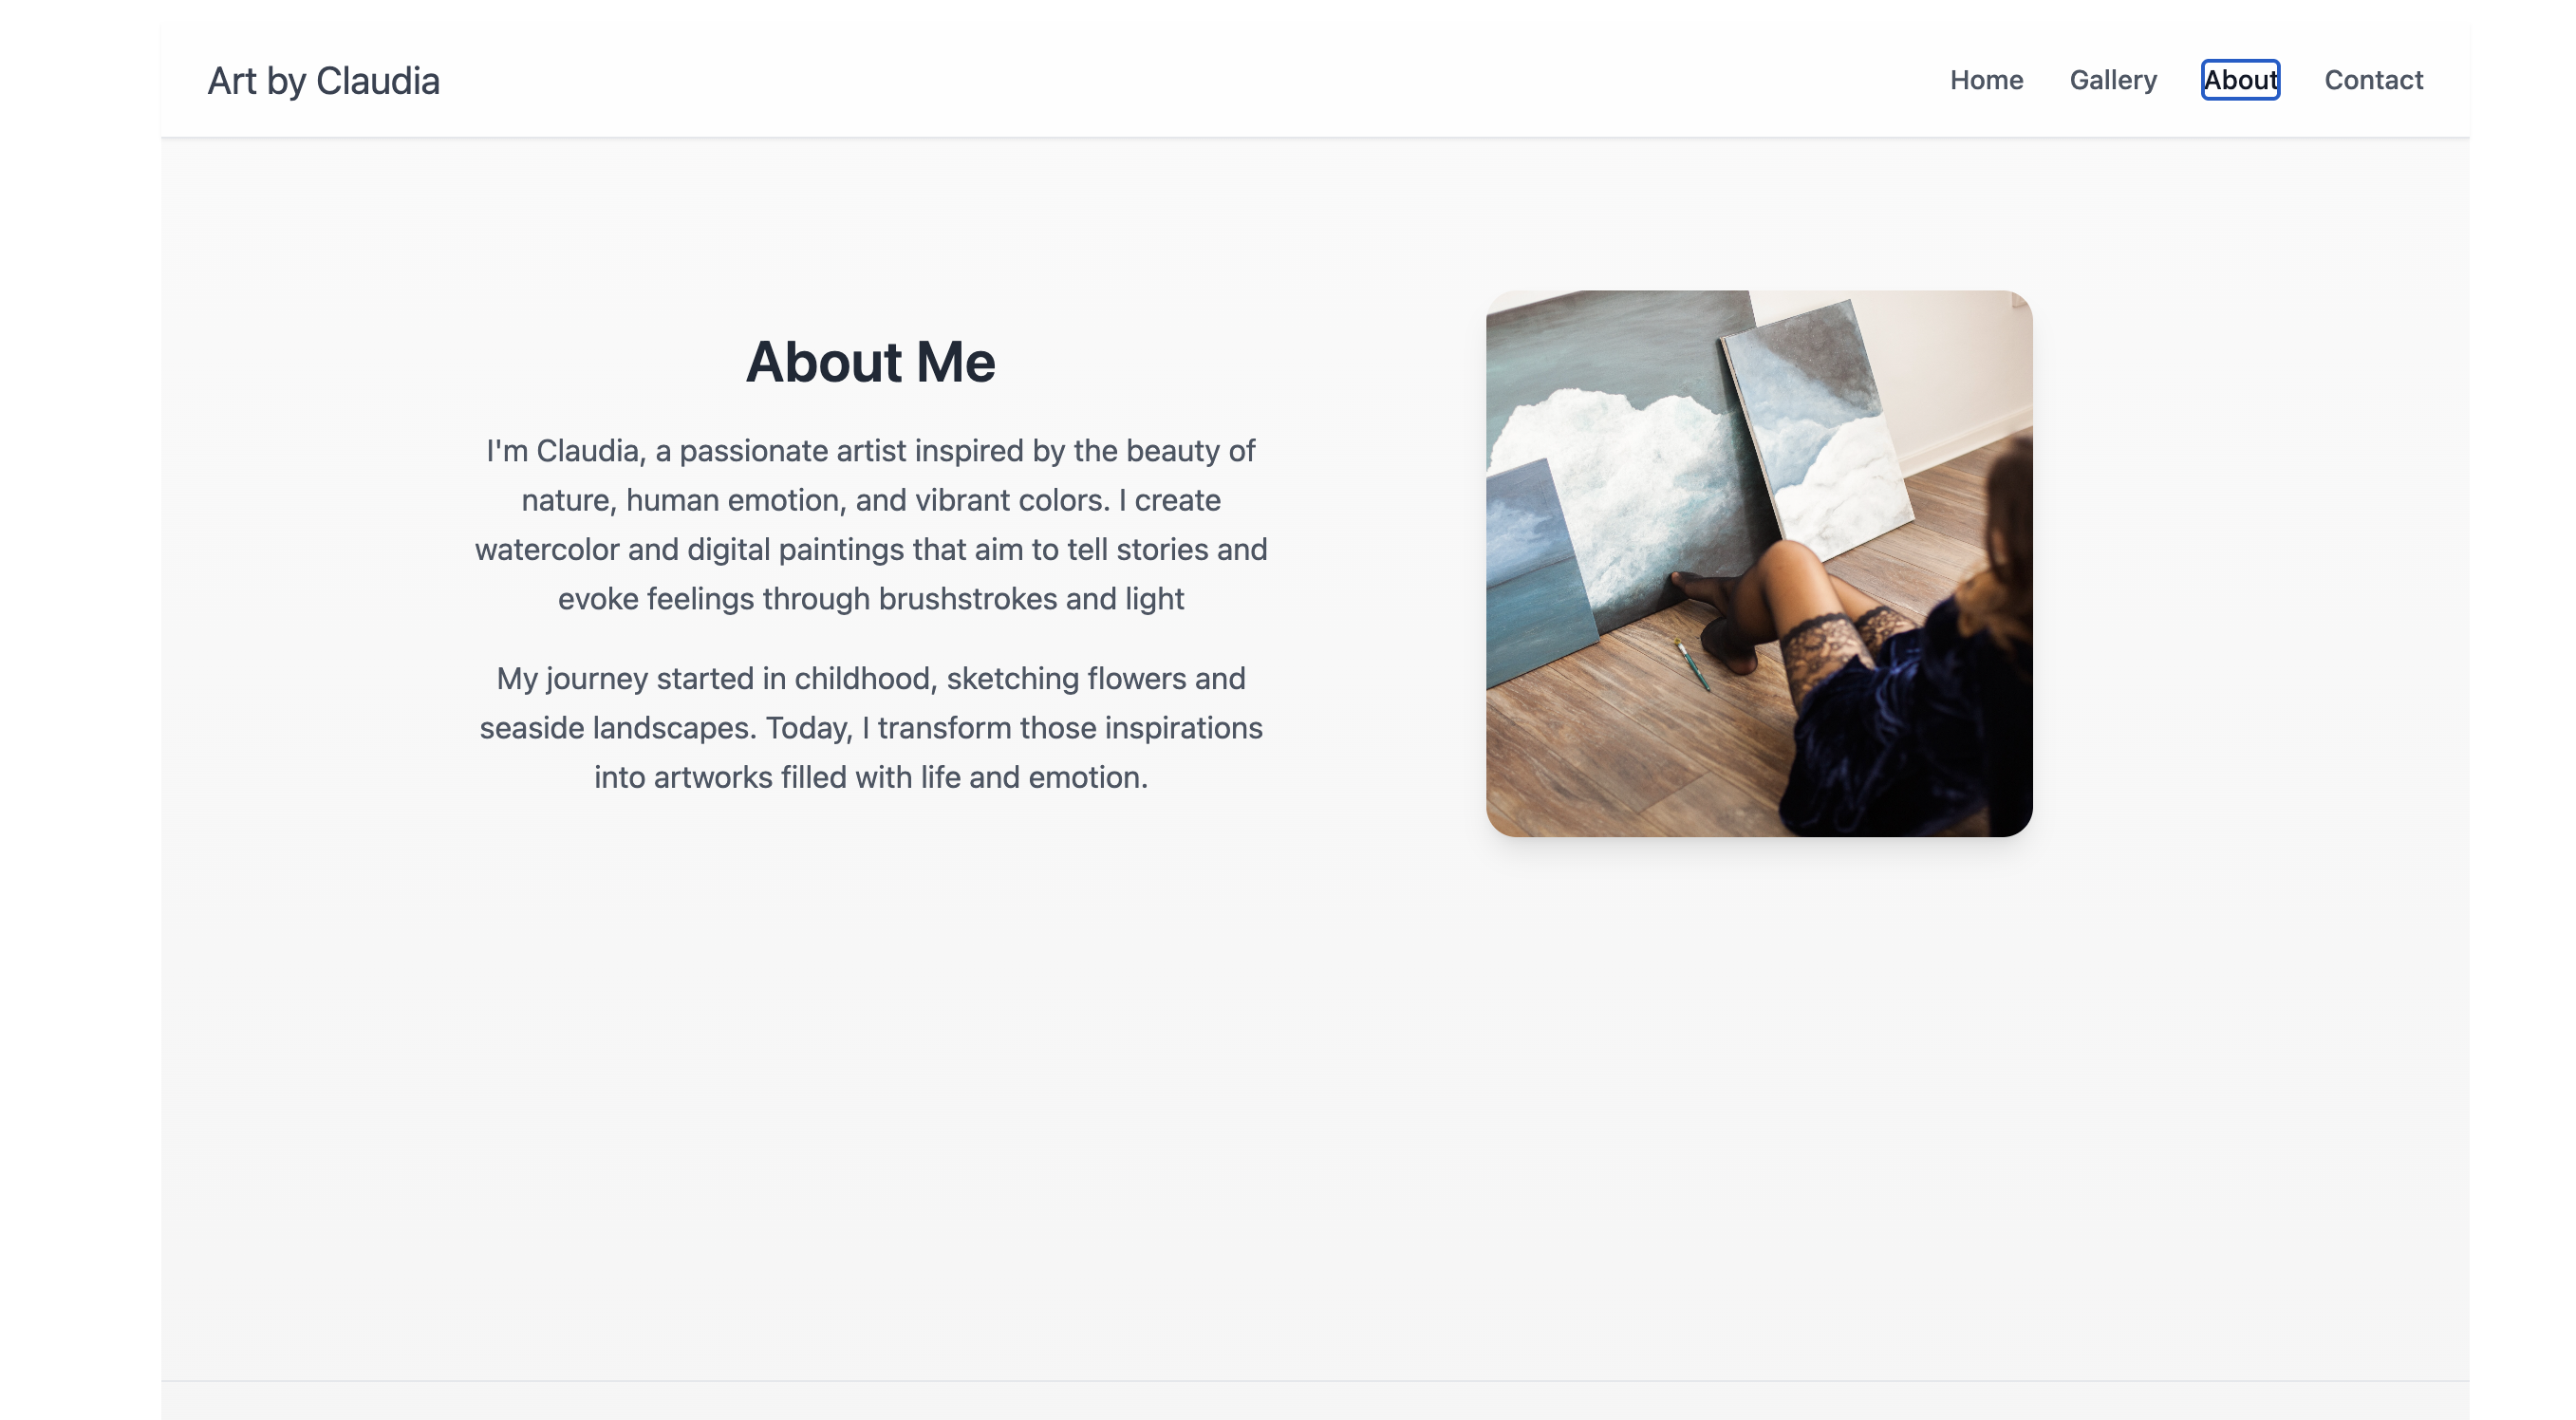 Art by Claudia
Home Gallery About Contact
About Me
I'm Claudia, a passionate artist inspired by the beauty of
nature, human emotion, and vibrant colors. I create
watercolor and digital paintings that aim to tell stories and
evoke feelings through brushstrokes and light
My journey started in childhood, sketching flowers and
seaside landscapes. Today, I transform those inspirations
into artworks filled with life and emotion.